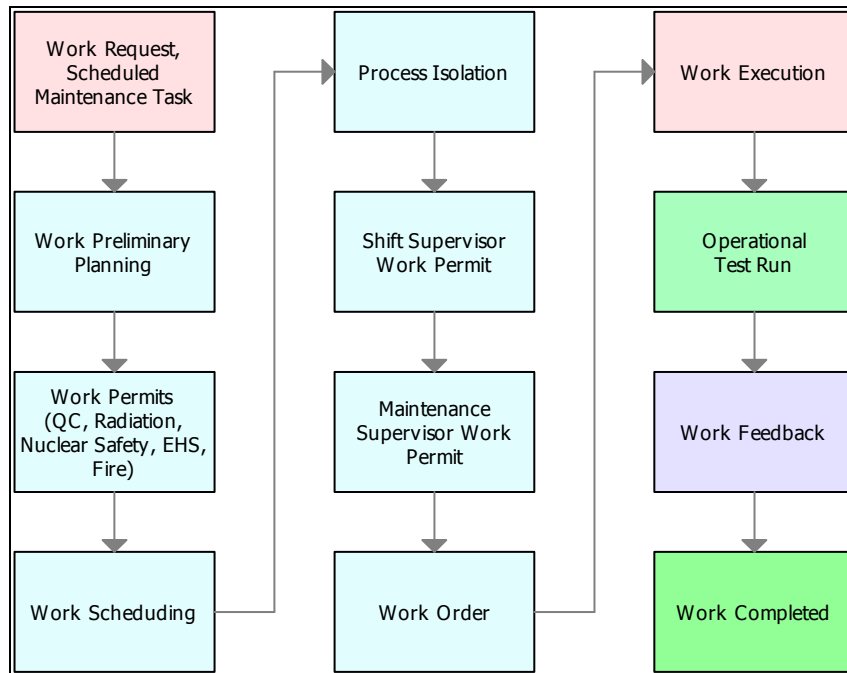 Work Request,
Scheduled
Maintenance Task
Work Preliminary
Planning
Work Permits
(QC, Radiation,
Nuclear Safety, EHS,
Fire)
Work Scheduding
Process Isolation
Shift Supervisor
Work Permit
Maintenance
Supervisor Work
Permit
Work Order
Work Execution
Operational
Test Run
Work Feedback
Work Completed